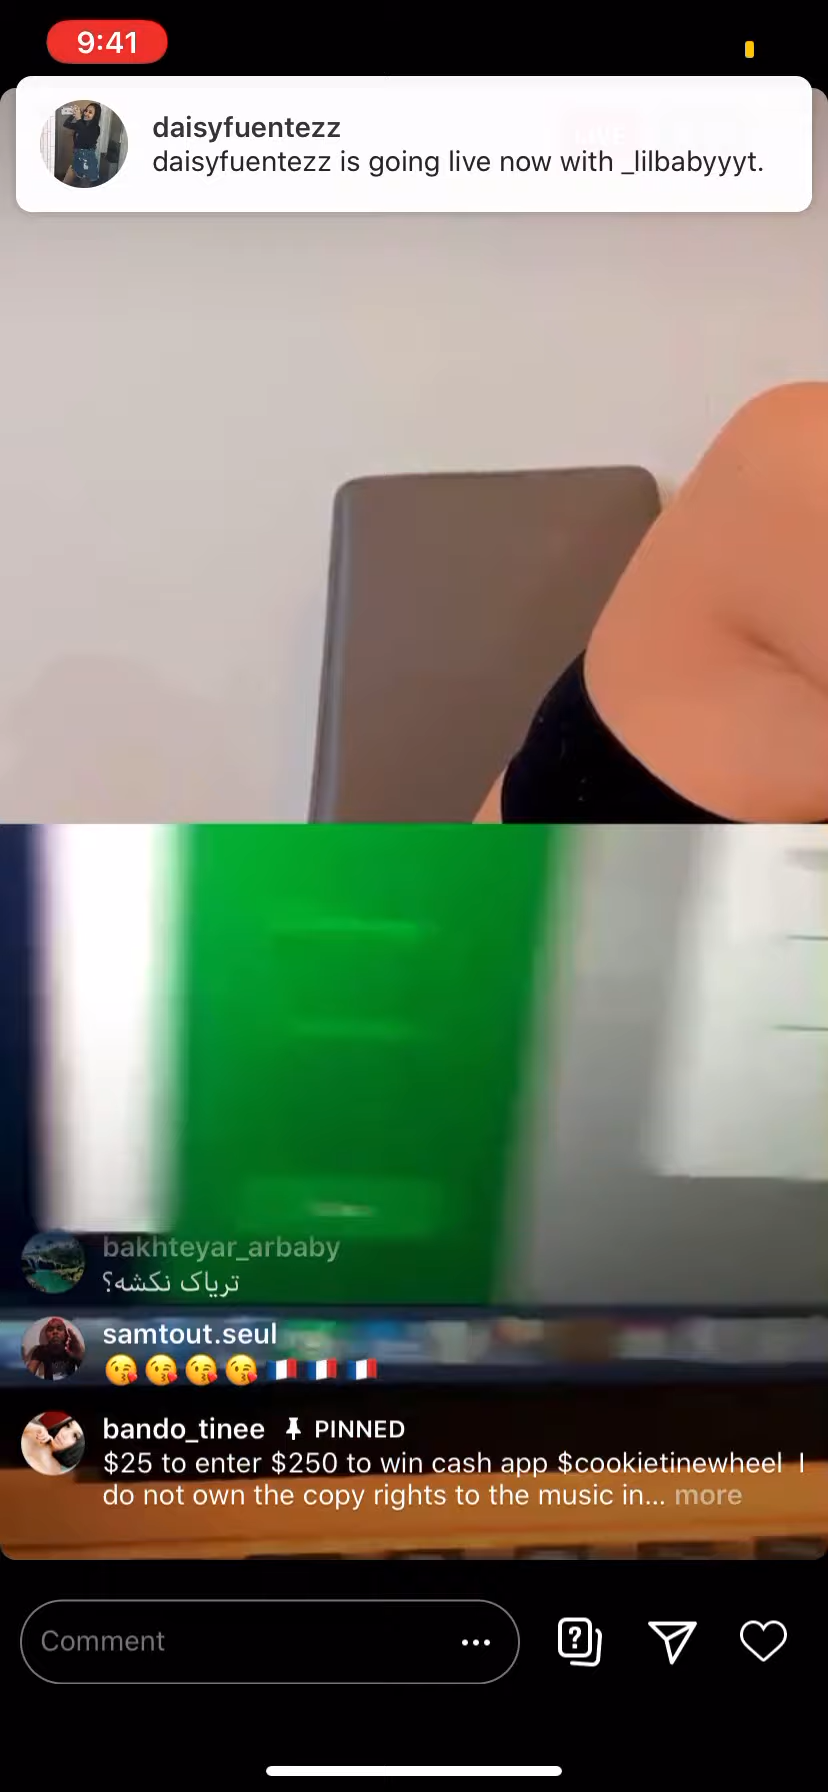 9:41
daisyfuentezz
daisyfuentezz is going live now with _lilbabyyyt.
bakhteyar_arbaby
تریاک نکشه؟
samtout.seul
😘😘😘😘🇫🇷🇫🇷🇫🇷
bando_tinee PINNED
$25 to enter $250 to win cash app $cookietinewheel I
do not own the copy rights to the music in... more
Comment